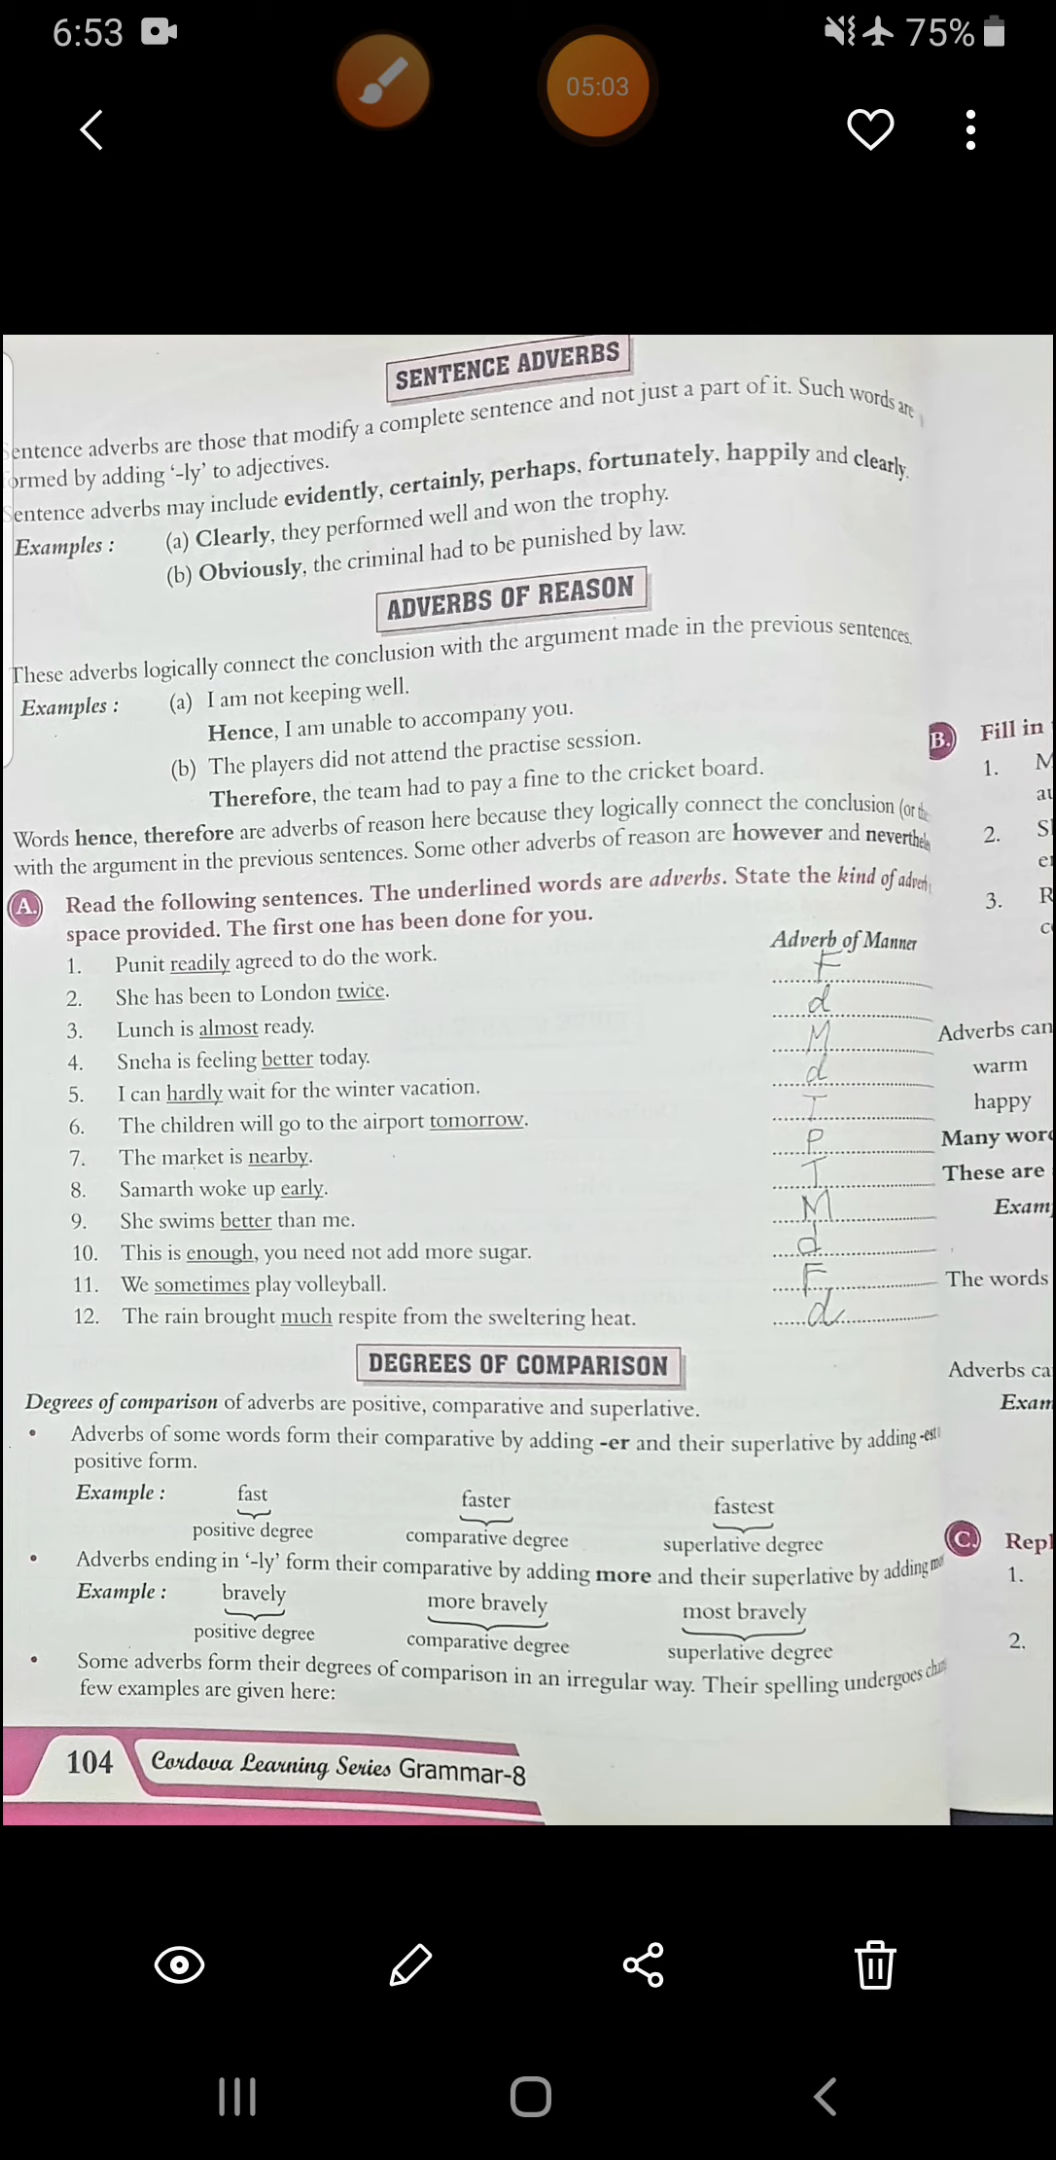 6:53
75%
05:03
SENTENCE ADVERBS
entence adverbs are those that modify a complete sentence and not just a part of it. Such words are
ormed by adding ‘-ly’ to adjectives.
entence adverbs may include evidently, certainly, perhaps, fortunately, happily and clearly.
Examples : (a) Clearly, they performed well and won the trophy.
(b) Obviously, the criminal had to be punished by law.
ADVERBS OF REASON
These adverbs logically connect the conclusion with the argument made in the previous sentences.
Examples : (a) I am not keeping well.
Hence, I am unable to accompany you.
(b) The players did not attend the practise session.
Therefore, the team had to pay a fine to the cricket board.
Words hence, therefore are adverbs of reason here because they logically connect the conclusion (or the
with the argument in the previous sentences. Some other adverbs of reason are however and neverthele
A. Read the following sentences. The underlined words are adverbs. State the kind of adverb
space provided. The first one has been done for you.
1. Punit readily agreed to do the work. Adverb of Manner
2. She has been to London twice. F
3. Lunch is almost ready. d
4. Sneha is feeling better today. M
5. I can hardly wait for the winter vacation. d
6. The children will go to the airport tomorrow. T
7. The market is nearby. P
8. Samarth woke up early. T
9. She swims better than me. M
10. This is enough, you need not add more sugar. d
11. We sometimes play volleyball. F
12. The rain brought much respite from the sweltering heat. d
DEGREES OF COMPARISON
Degrees of comparison of adverbs are positive, comparative and superlative.
• Adverbs of some words form their comparative by adding -er and their superlative by adding -est
positive form.
Example : fast faster fastest
positive degree comparative degree superlative degree
• Adverbs ending in ‘-ly’ form their comparative by adding more and their superlative by adding mo
Example : bravely more bravely most bravely
positive degree comparative degree superlative degree
• Some adverbs form their degrees of comparison in an irregular way. Their spelling undergoes
few examples are given here:
104 Cordova Learning Series Grammar-8
B. Fill in
1. M
au
2. S
er
3. R
Adverbs can
warm
happy
Many word
These are
Exam
The words
Adverbs ca
Exam
C. Repl
1.
2.